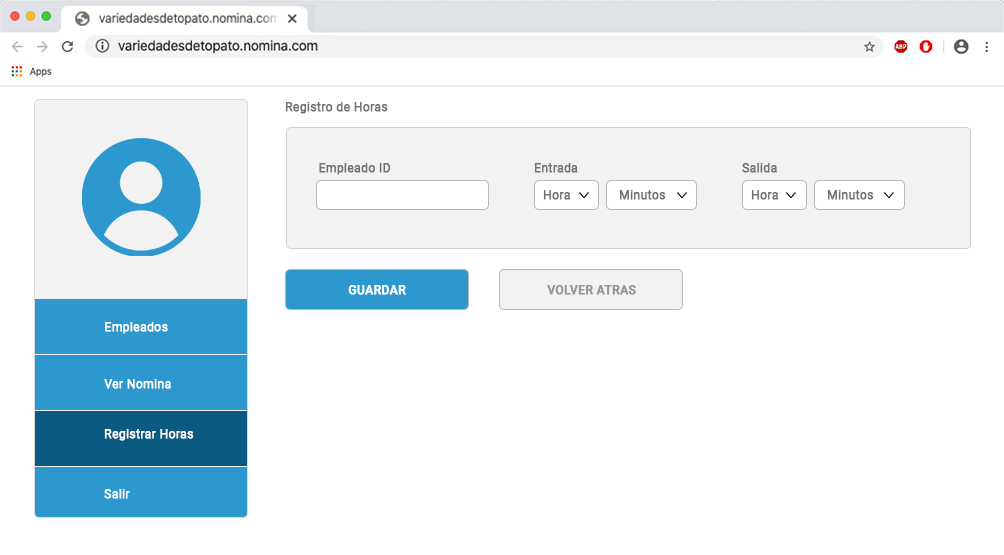 variedadesdetopato.nomina.com
variedadesdetopato.nomina.com
ABP
Apps
Registro de Horas
Empleado ID
Entrada
Salida
Hora
Minutos
Hora
Minutos
GUARDAR
VOLVER ATRAS
Empleados
Ver Nomina
Registrar Horas
Salir